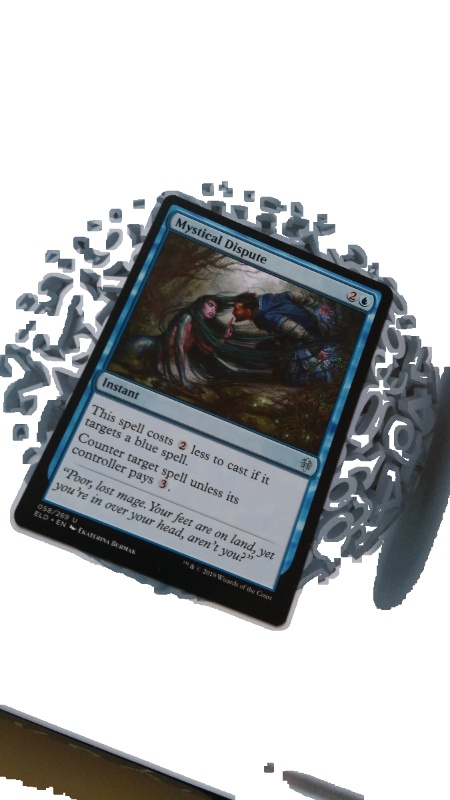 Mystical Dispute
2
Instant
This spell costs 2 less to cast if it
targets a blue spell.
Counter target spell unless its
controller pays 3.
“Poor, lost mage. Your feet are on land, yet
you’re in over your head, aren’t you?”
058/269 U
ELD • EN EKATERINA BURMAK
™ & © 2019 Wizards of the Coast